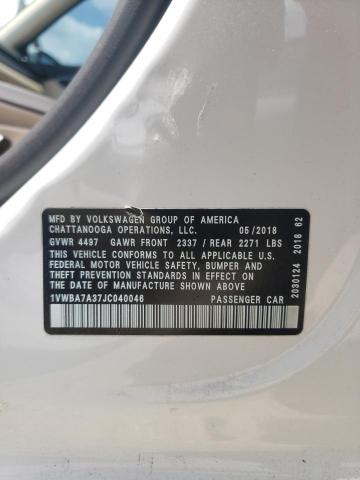 MFD BY VOLKSWAGEN GROUP OF AMERICA
CHATTANOOGA OPERATIONS, LLC. 05/2018
GVWR 4497 GAWR FRONT 2337 / REAR 2271 LBS
THIS VEHICLE CONFORMS TO ALL APPLICABLE U.S.
FEDERAL MOTOR VEHICLE SAFETY, BUMPER AND
THEFT PREVENTION STANDARDS IN EFFECT ON
THE DATE OF MANUFACTURE SHOWN ABOVE
1VWBA7A37JC040046 PASSENGER CAR
2030124 2018 62